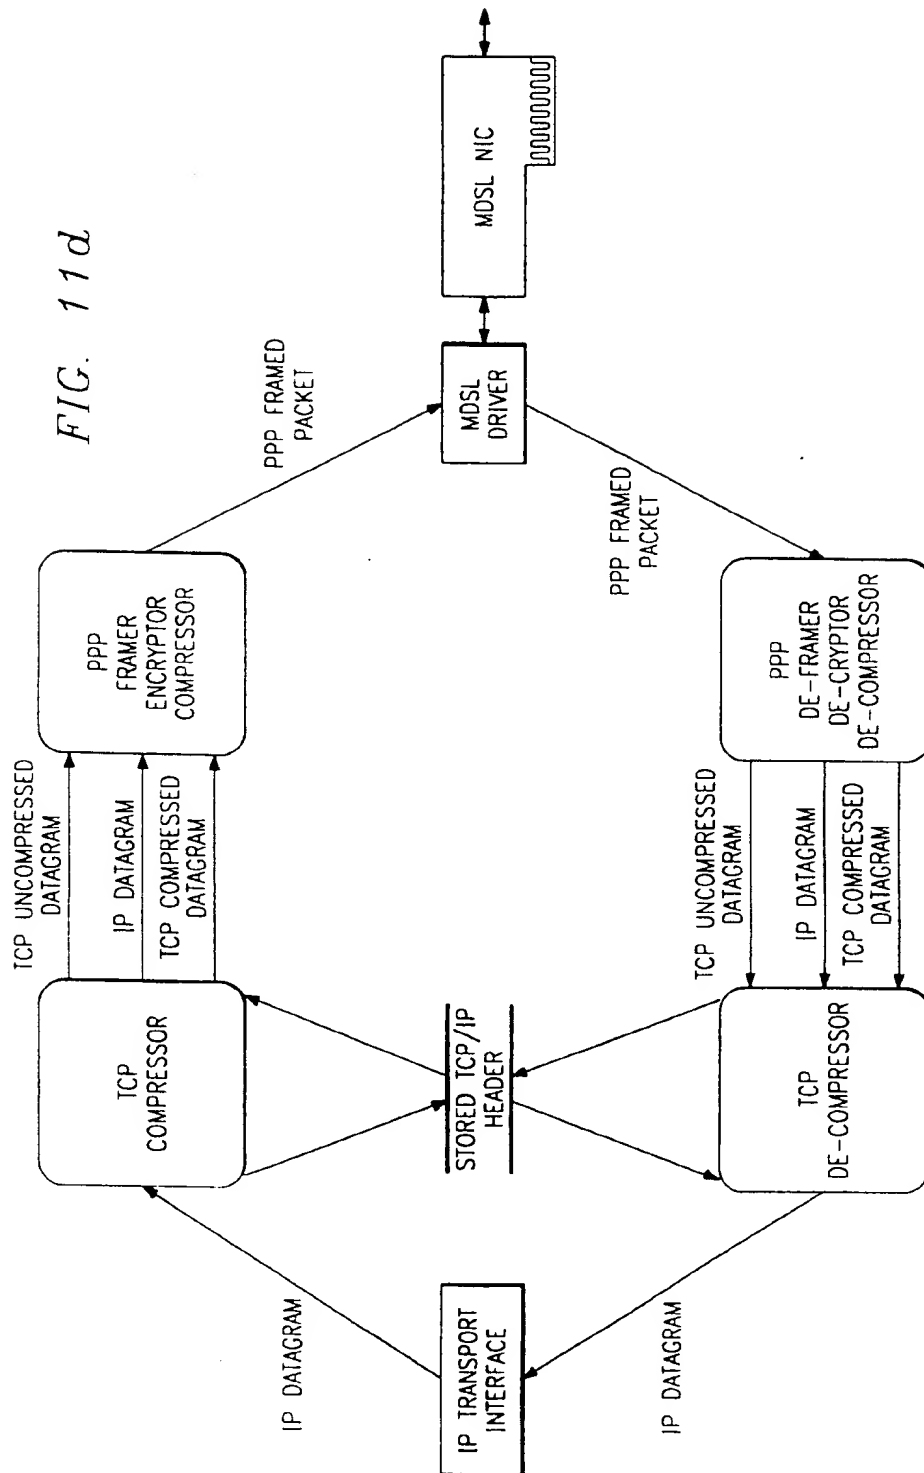 FIG. 11d
IP TRANSPORT
INTERFACE
IP DATAGRAM
IP DATAGRAM
TCP
COMPRESSOR
STORED TCP/IP
HEADER
TCP
DE-COMPRESSOR
TCP UNCOMPRESSED
DATAGRAM
IP DATAGRAM
TCP COMPRESSED
DATAGRAM
TCP UNCOMPRESSED
DATAGRAM
IP DATAGRAM
TCP COMPRESSED
DATAGRAM
PPP
FRAMER
ENCRYPTOR
COMPRESSOR
PPP
DE-FRAMER
DE-CRYPTOR
DE-COMPRESSOR
PPP FRAMED
PACKET
PPP FRAMED
PACKET
MDSL
DRIVER
MDSL NIC